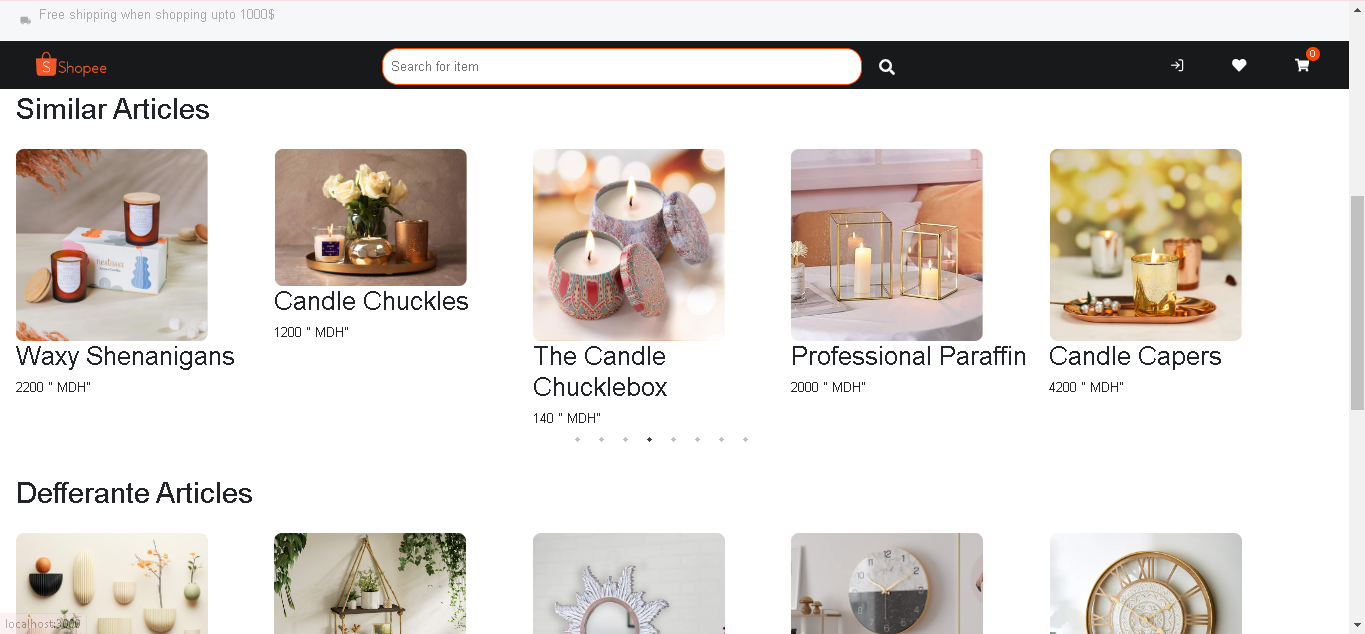 Free shipping when shopping upto 1000$
S Shopee
Search for item
0
Similar Articles
Waxy Shenanigans
2200 " MDH"
Candle Chuckles
1200 " MDH"
The Candle
Chucklebox
140 " MDH"
Professional Paraffin
2000 " MDH"
Candle Capers
4200 " MDH"
Defferante Articles
localhost:3000